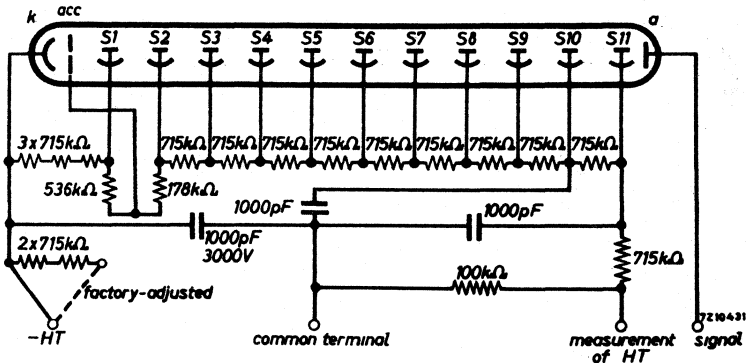 k acc a
S1 S2 S3 S4 S5 S6 S7 S8 S9 S10 S11
3x715kΩ 715kΩ 715kΩ 715kΩ 715kΩ 715kΩ 715kΩ 715kΩ 715kΩ 715kΩ
536kΩ 178kΩ
1000pF 1000pF
1000pF
3000V
2x715kΩ 715kΩ
100kΩ
factory-adjusted
7Z10431
-HT common terminal measurement of HT signal